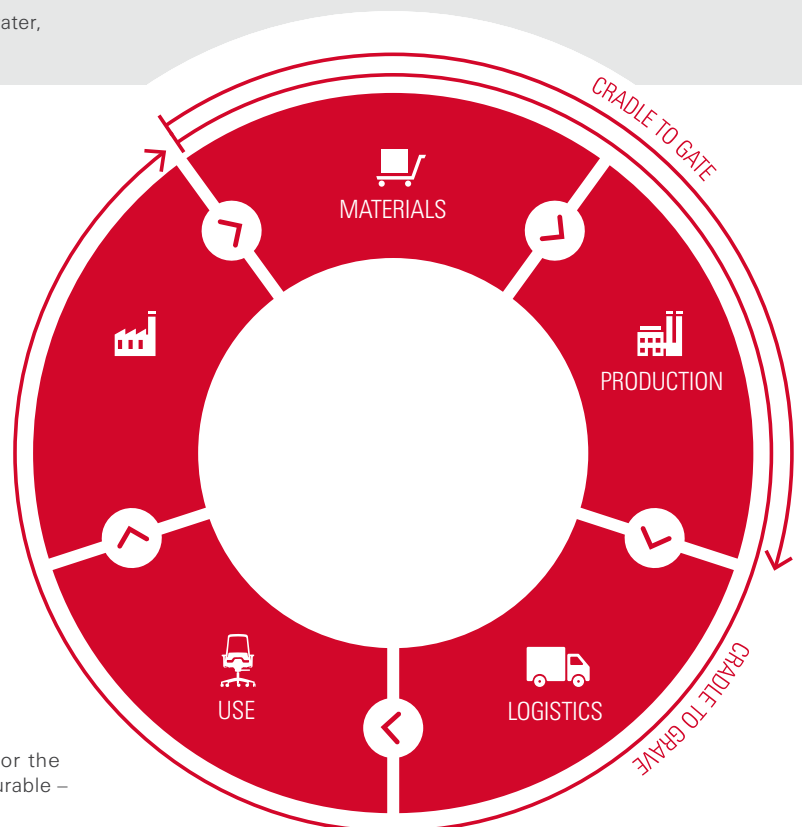 ater,
CRADLE TO GATE
MATERIALS
PRODUCTION
USE
LOGISTICS
CRADLE TO GRAVE
or the
urable –